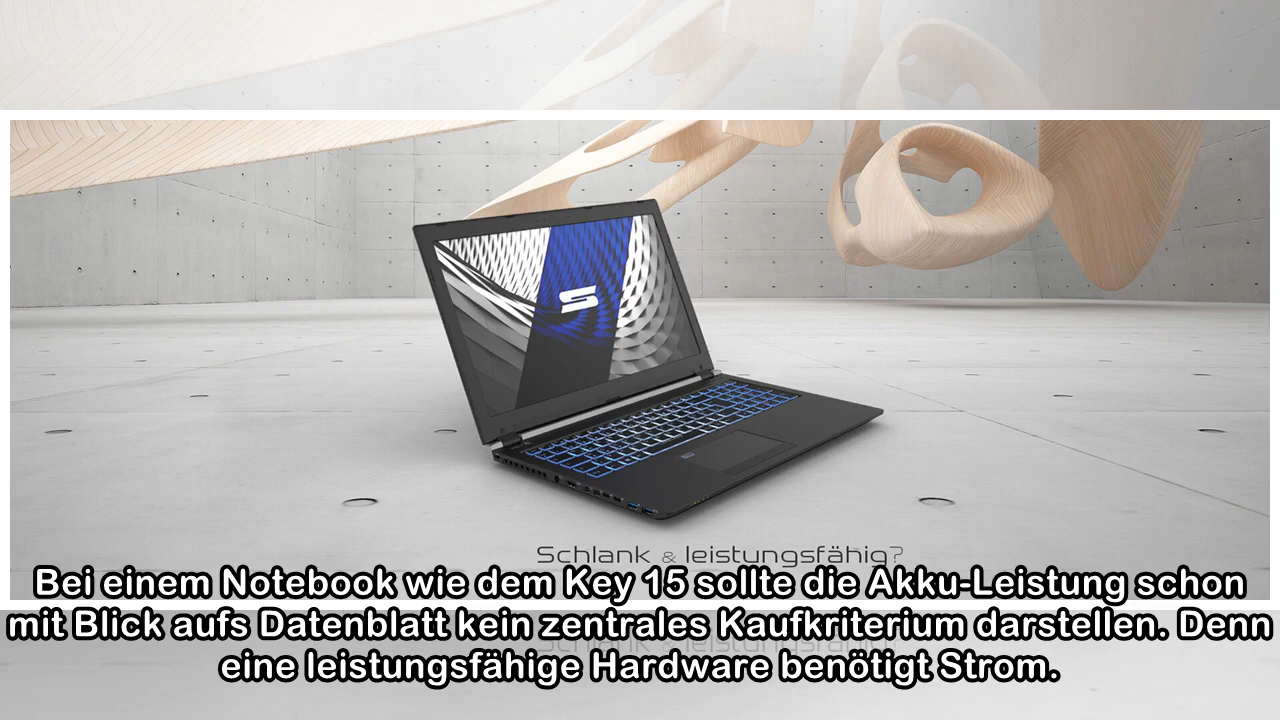 Schlank & leistungsfähig?
Bei einem Notebook wie dem Key 15 sollte die Akku-Leistung schon
mit Blick aufs Datenblatt kein zentrales Kaufkriterium darstellen. Denn
eine leistungsfähige Hardware benötigt Strom.